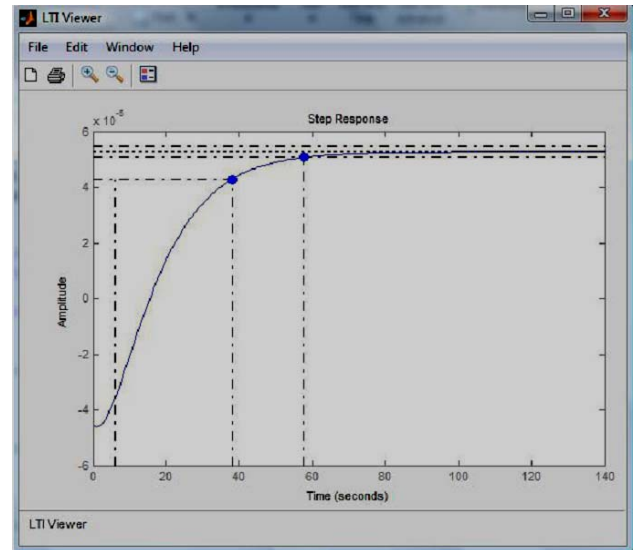 LTI Viewer
File Edit Window Help
Step Response
x 10^-5
6
4
2
0
-2
-4
-6
Amplitude
0 20 40 60 80 100 120 140
Time (seconds)
LTI Viewer